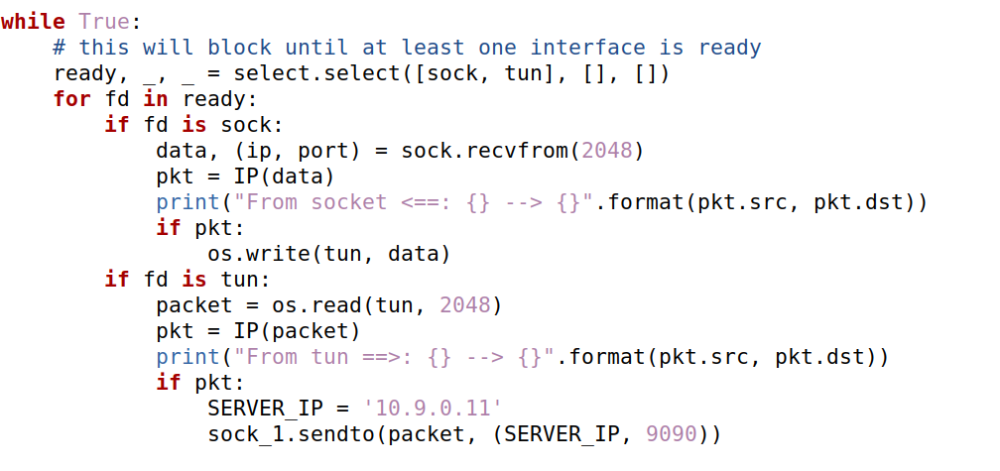 while True:
    # this will block until at least one interface is ready
    ready, _, _ = select.select([sock, tun], [], [])
    for fd in ready:
        if fd is sock:
            data, (ip, port) = sock.recvfrom(2048)
            pkt = IP(data)
            print("From socket <==: {} --> {}".format(pkt.src, pkt.dst))
            if pkt:
                os.write(tun, data)
        if fd is tun:
            packet = os.read(tun, 2048)
            pkt = IP(packet)
            print("From tun ==>: {} --> {}".format(pkt.src, pkt.dst))
            if pkt:
                SERVER_IP = '10.9.0.11'
                sock_1.sendto(packet, (SERVER_IP, 9090))